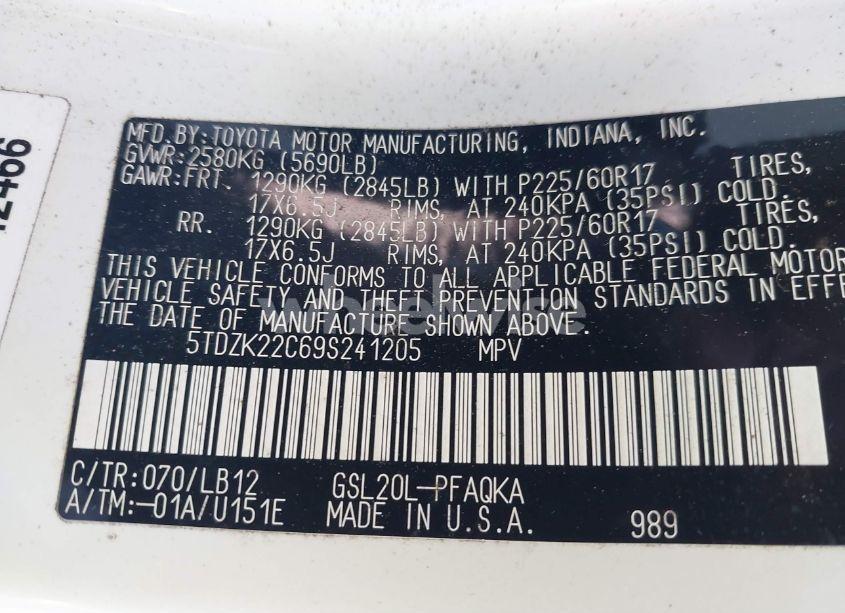 MFD.BY:TOYOTA MOTOR MANUFACTURING, INDIANA, INC.
GVWR:2580KG (5690LB)
GAWR:FRT. 1290KG (2845LB) WITH P225/60R17 TIRES,
17X6.5J RIMS, AT 240KPA (35PSI) COLD.
RR. 1290KG (2845LB) WITH P225/60R17 TIRES,
17X6.5J RIMS, AT 240KPA (35PSI) COLD.
THIS VEHICLE CONFORMS TO ALL APPLICABLE FEDERAL MOTOR
VEHICLE SAFETY AND THEFT PREVENTION STANDARDS IN EFFE
THE DATE OF MANUFACTURE SHOWN ABOVE.
5TDZK22C69S241205 MPV
C/TR:070/LB12 GSL20L-PFAQKA
A/TM:-01A/U151E MADE IN U.S.A. 989
2466